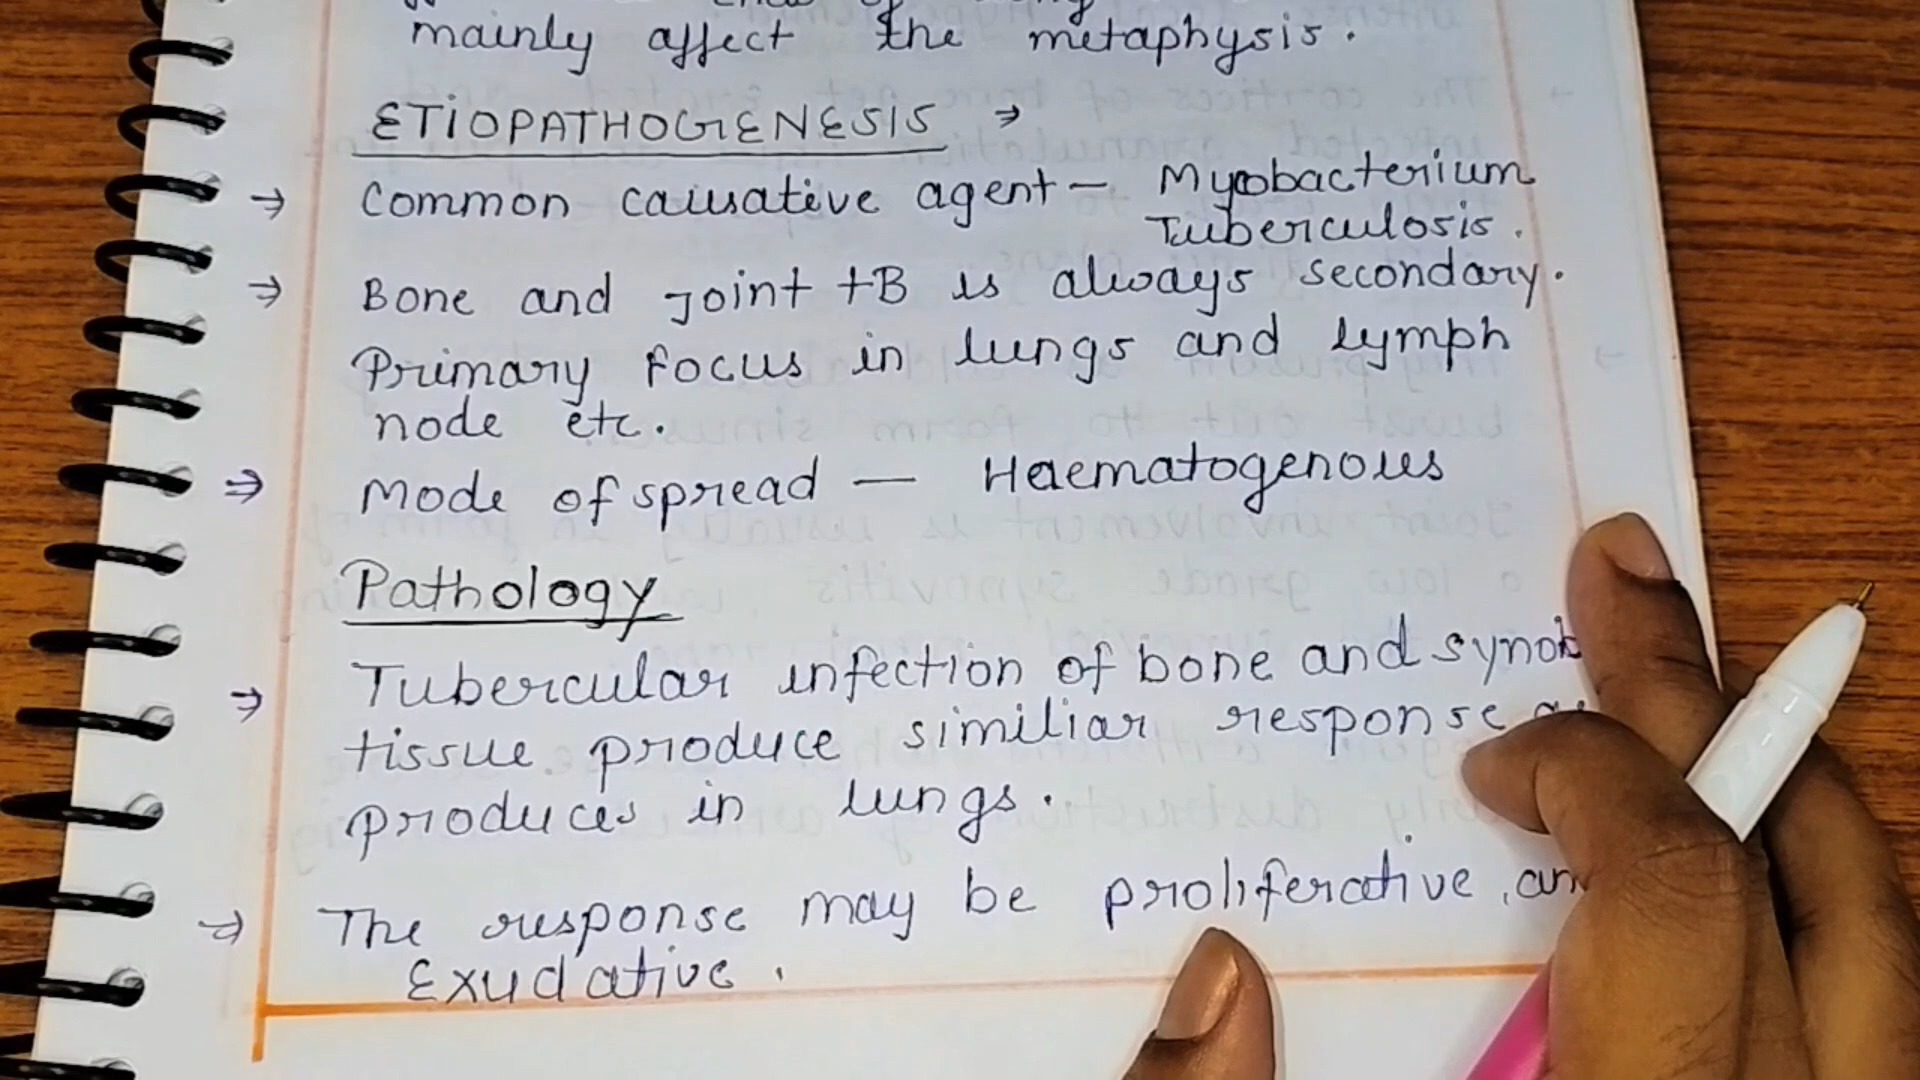 mainly affect the metaphysis.
ETIOPATHOGENESIS →
→ Common causative agent — Mycobacterium
Tuberculosis.
⇒ Bone and joint TB is always secondary.
Primary focus in lungs and lymph
node etc.
⇒ Mode of spread — Haematogenous
Pathology
⇒ Tubercular infection of bone and
tissue produce similiar response
produces in lungs.
⇒ The response may be proliferative,
Exudative.